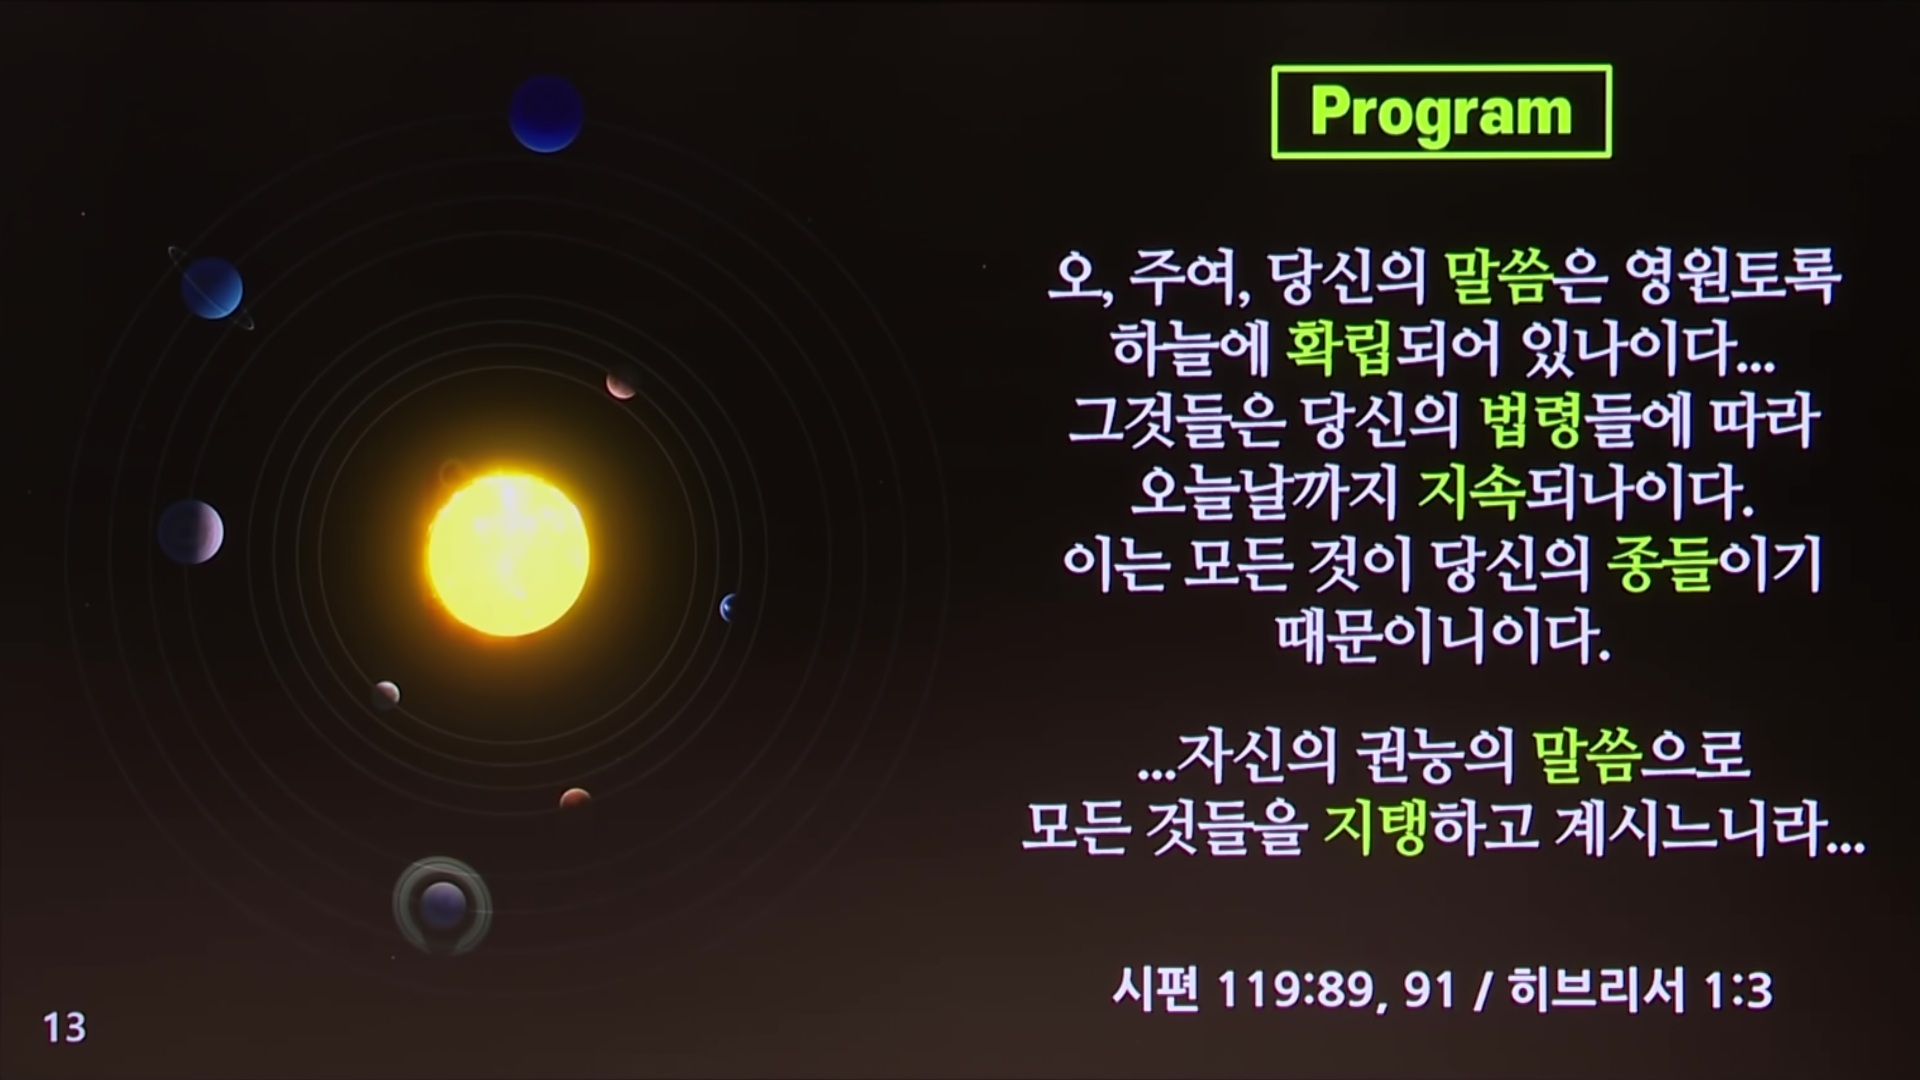 Program
오, 주여, 당신의 말씀은 영원토록
하늘에 확립되어 있나이다...
그것들은 당신의 법령들에 따라
오늘날까지 지속되나이다.
이는 모든 것이 당신의 종들이기
때문이니이다.
...자신의 권능의 말씀으로
모든 것들을 지탱하고 계시느니라...
시편 119:89, 91 / 히브리서 1:3
13